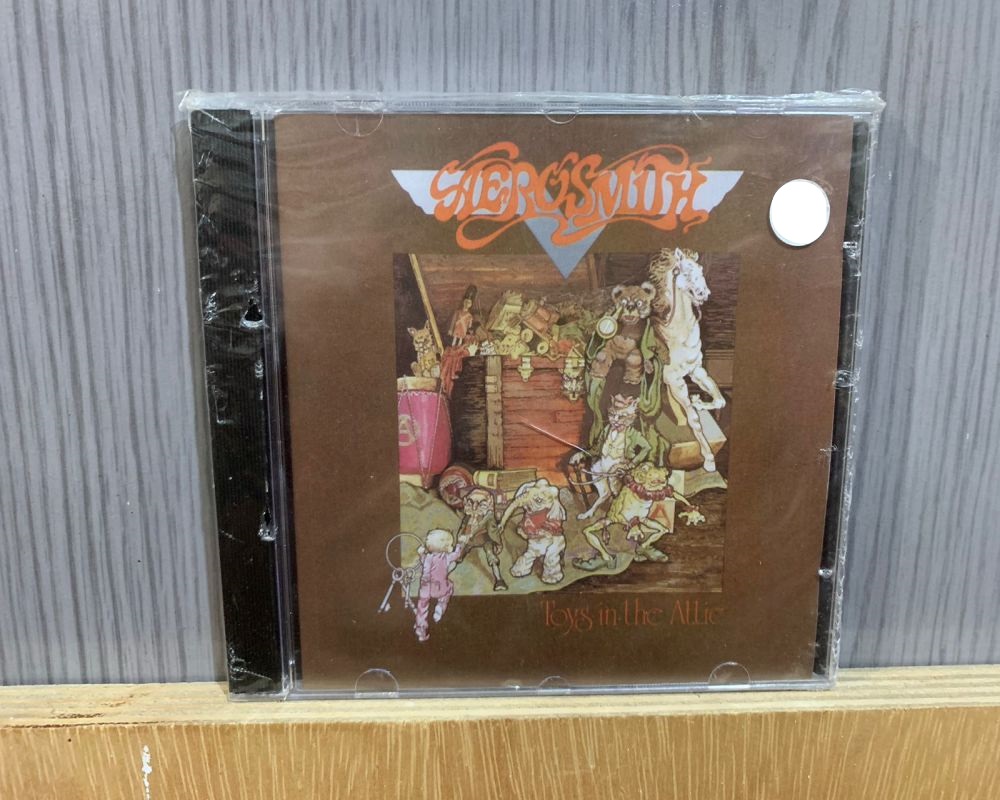 AEROSMITH
A
A
Toys in the Attic